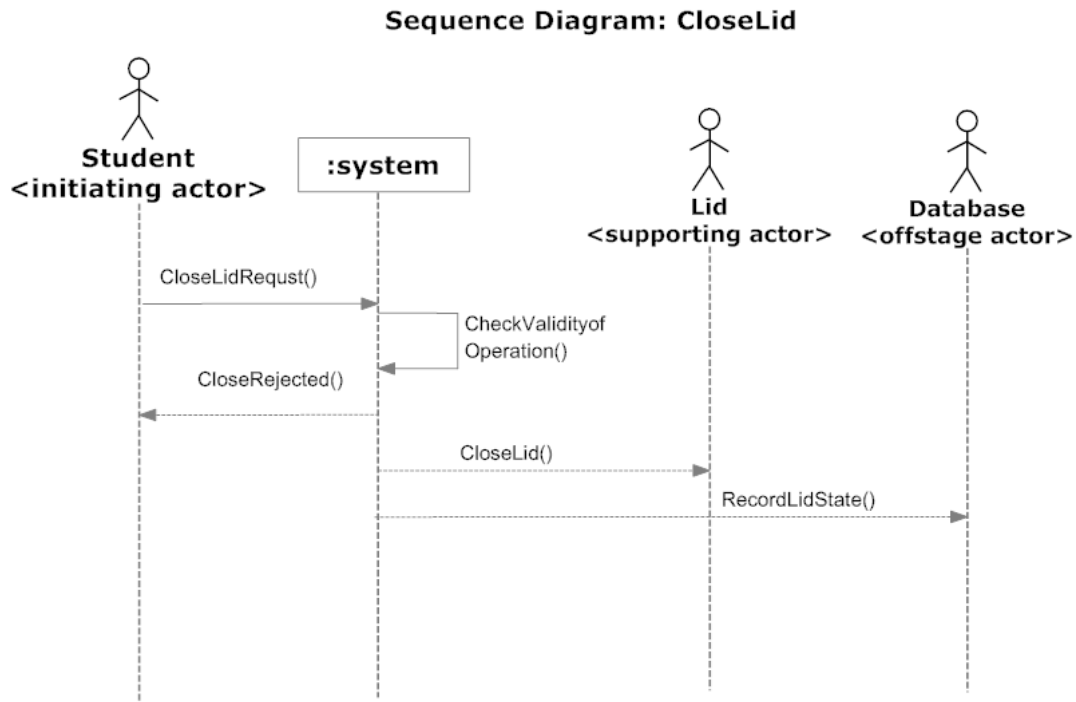 Sequence Diagram: CloseLid
Student
<initiating actor>
:system
Lid
<supporting actor>
Database
<offstage actor>
CloseLidRequst()
CheckValidityof
Operation()
CloseRejected()
CloseLid()
RecordLidState()